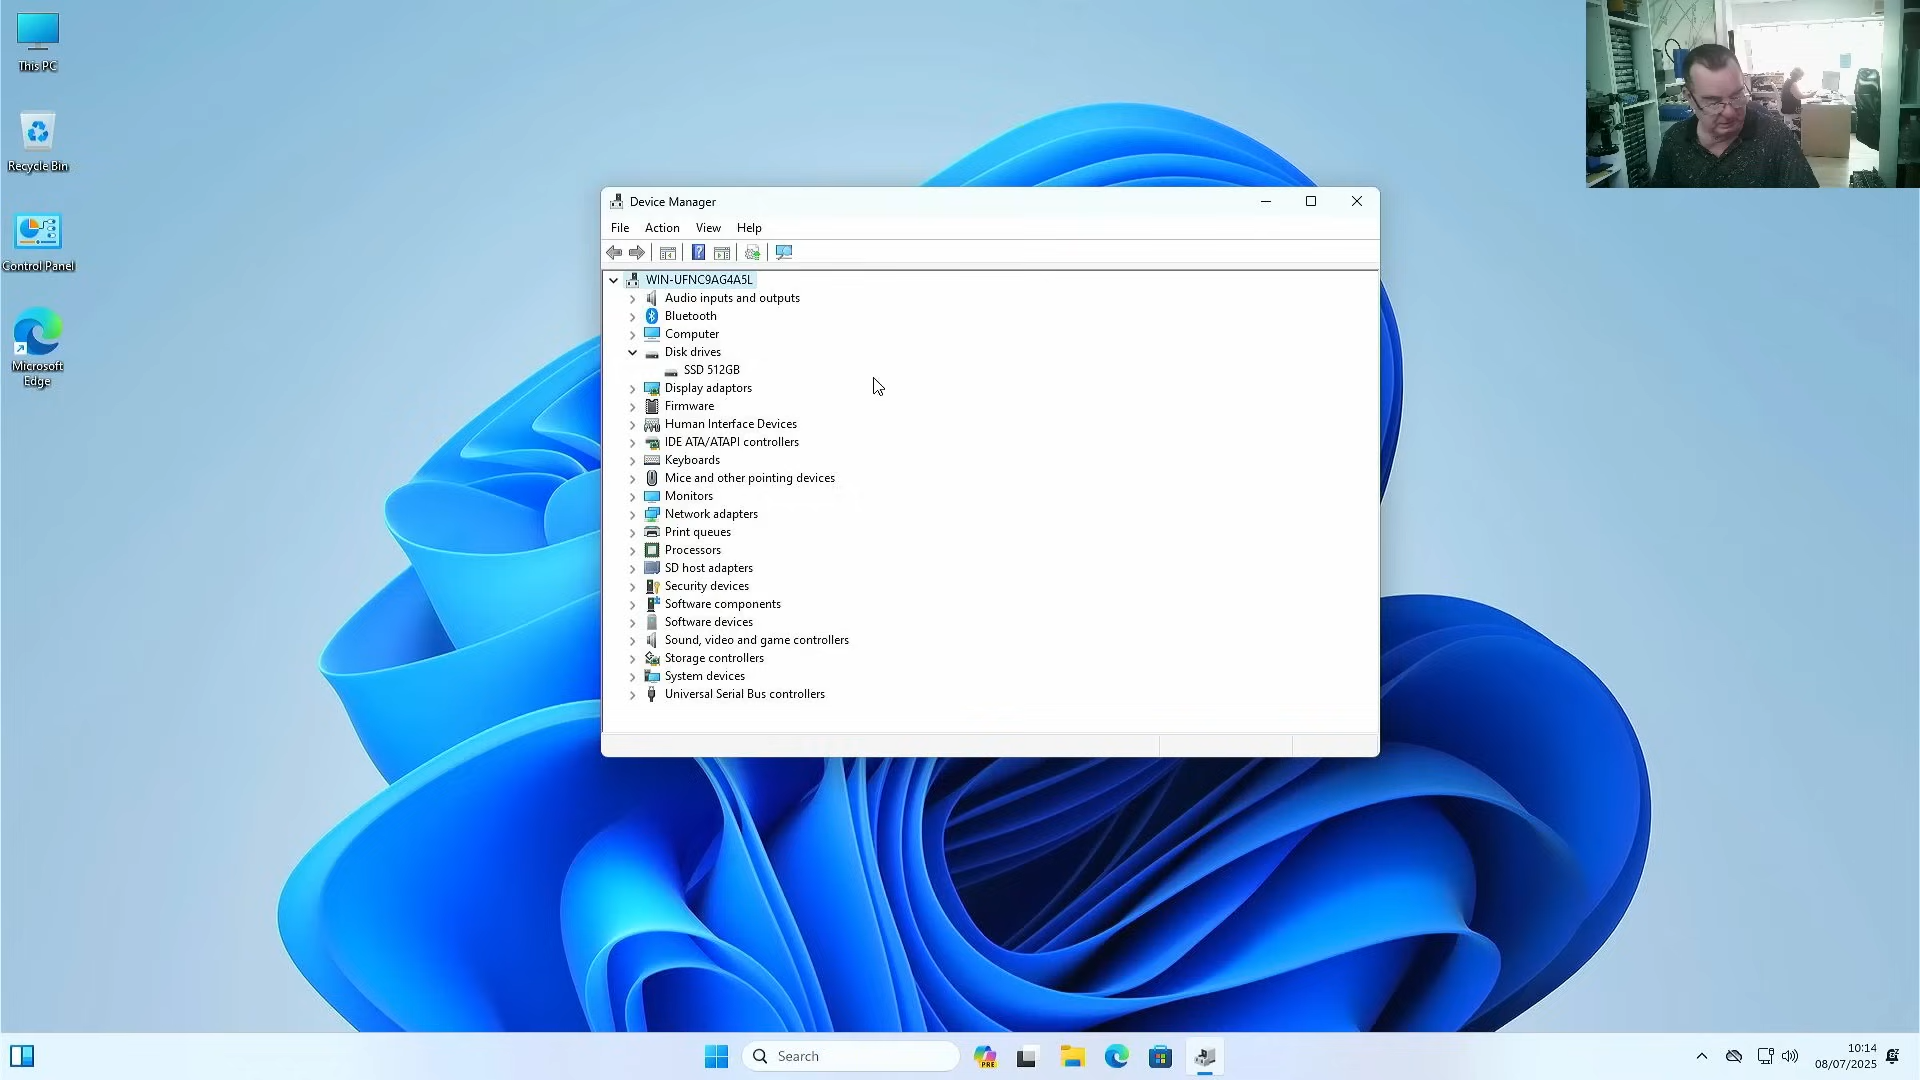 This PC
Recycle Bin
Control Panel
Microsoft
Edge
Device Manager
File Action View Help
WIN-UFNC9AG4A5L
Audio inputs and outputs
Bluetooth
Computer
Disk drives
SSD 512GB
Display adaptors
Firmware
Human Interface Devices
IDE ATA/ATAPI controllers
Keyboards
Mice and other pointing devices
Monitors
Network adapters
Print queues
Processors
SD host adapters
Security devices
Software components
Software devices
Sound, video and game controllers
Storage controllers
System devices
Universal Serial Bus controllers
Search
PRE
10:14
08/07/2025